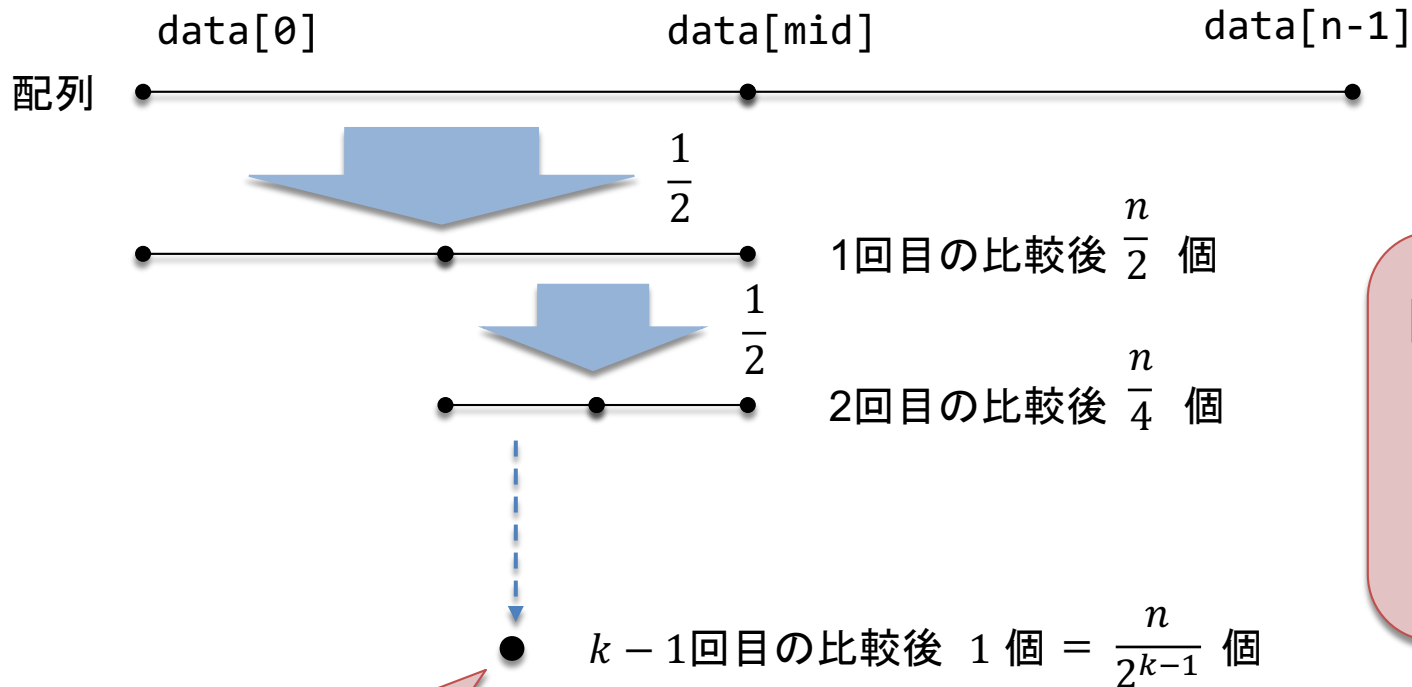 data[0] data[mid] data[n-1]
配列
1/2
1回目の比較後 n/2 個
1/2
2回目の比較後 n/4 個
k − 1回目の比較後 1 個 = n/2^{k−1} 個